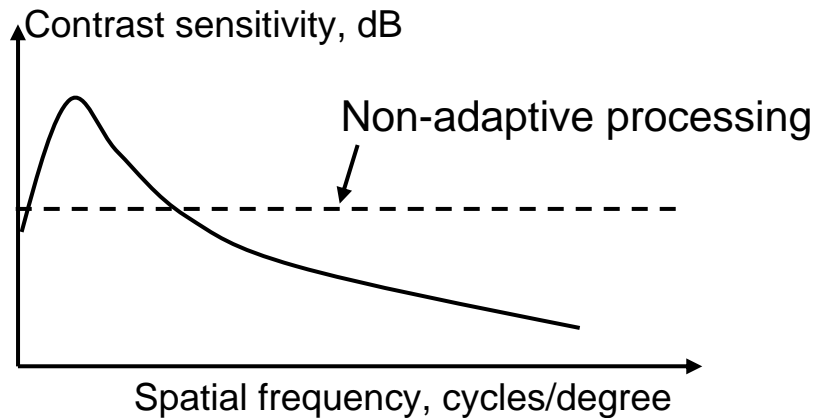 Contrast sensitivity, dB
Non-adaptive processing
Spatial frequency, cycles/degree